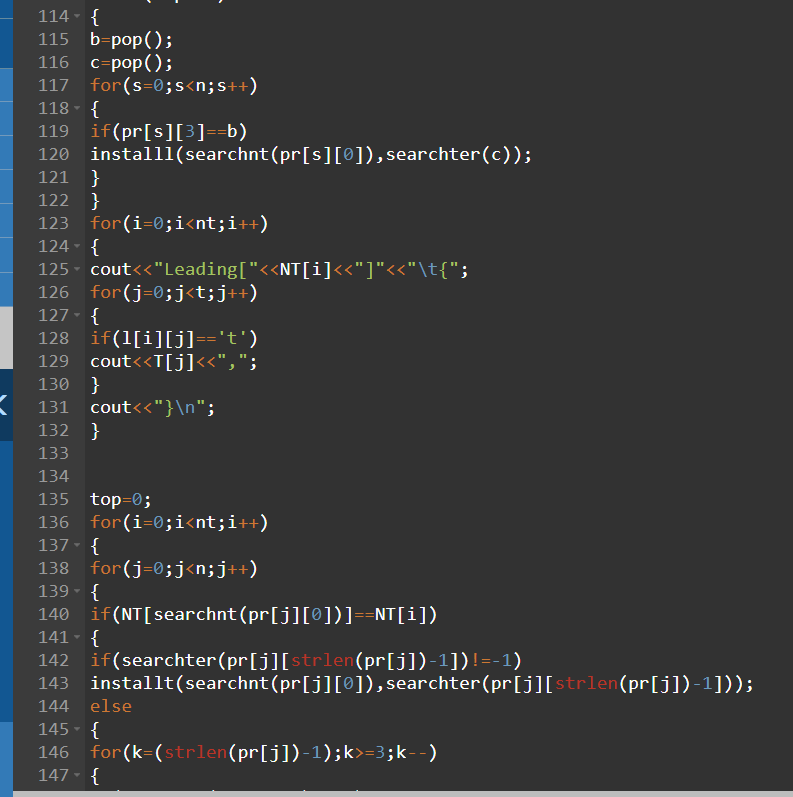 114 {
115 b=pop();
116 c=pop();
117 for(s=0;s<n;s++)
118 {
119 if(pr[s][3]==b)
120 installl(searchnt(pr[s][0]),searchter(c));
121 }
122 }
123 for(i=0;i<nt;i++)
124 {
125 cout<<"Leading["<<NT[i]<<"]"<<"\t{";
126 for(j=0;j<t;j++)
127 {
128 if(l[i][j]=='t')
129 cout<<T[j]<<",";
130 }
131 cout<<"}\n";
132 }
133
134
135 top=0;
136 for(i=0;i<nt;i++)
137 {
138 for(j=0;j<n;j++)
139 {
140 if(NT[searchnt(pr[j][0])]==NT[i])
141 {
142 if(searchter(pr[j][strlen(pr[j])-1])!=-1)
143 installt(searchnt(pr[j][0]),searchter(pr[j][strlen(pr[j])-1]));
144 else
145 {
146 for(k=(strlen(pr[j])-1);k>=3;k--)
147 {